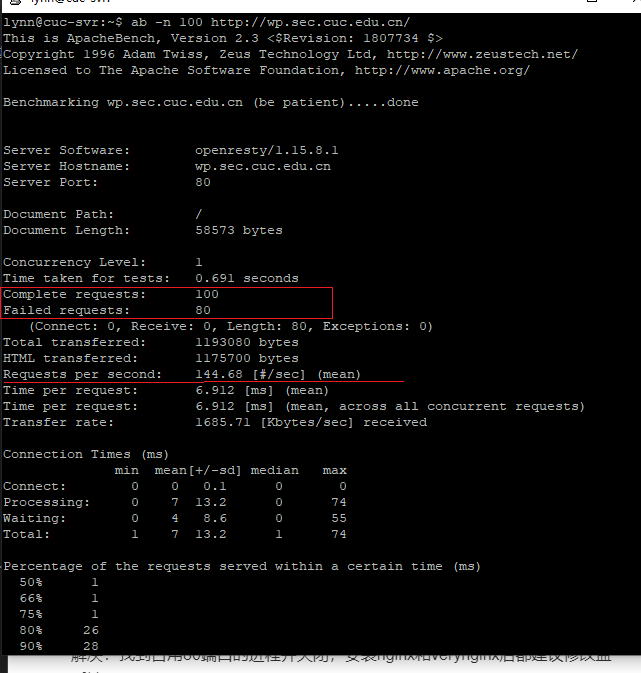 lynn@cuc-svr:~$ ab -n 100 http://wp.sec.cuc.edu.cn/
This is ApacheBench, Version 2.3 <$Revision: 1807734 $>
Copyright 1996 Adam Twiss, Zeus Technology Ltd, http://www.zeustech.net/
Licensed to The Apache Software Foundation, http://www.apache.org/
Benchmarking wp.sec.cuc.edu.cn (be patient).....done
Server Software: openresty/1.15.8.1
Server Hostname: wp.sec.cuc.edu.cn
Server Port: 80
Document Path: /
Document Length: 58573 bytes
Concurrency Level: 1
Time taken for tests: 0.691 seconds
Complete requests: 100
Failed requests: 80
(Connect: 0, Receive: 0, Length: 80, Exceptions: 0)
Total transferred: 1193080 bytes
HTML transferred: 1175700 bytes
Requests per second: 144.68 [#/sec] (mean)
Time per request: 6.912 [ms] (mean)
Time per request: 6.912 [ms] (mean, across all concurrent requests)
Transfer rate: 1685.71 [Kbytes/sec] received
Connection Times (ms)
min mean[+/-sd] median max
Connect: 0 0 0.1 0 0
Processing: 0 7 13.2 0 74
Waiting: 0 4 8.6 0 55
Total: 1 7 13.2 1 74
Percentage of the requests served within a certain time (ms)
50% 1
66% 1
75% 1
80% 26
90% 28